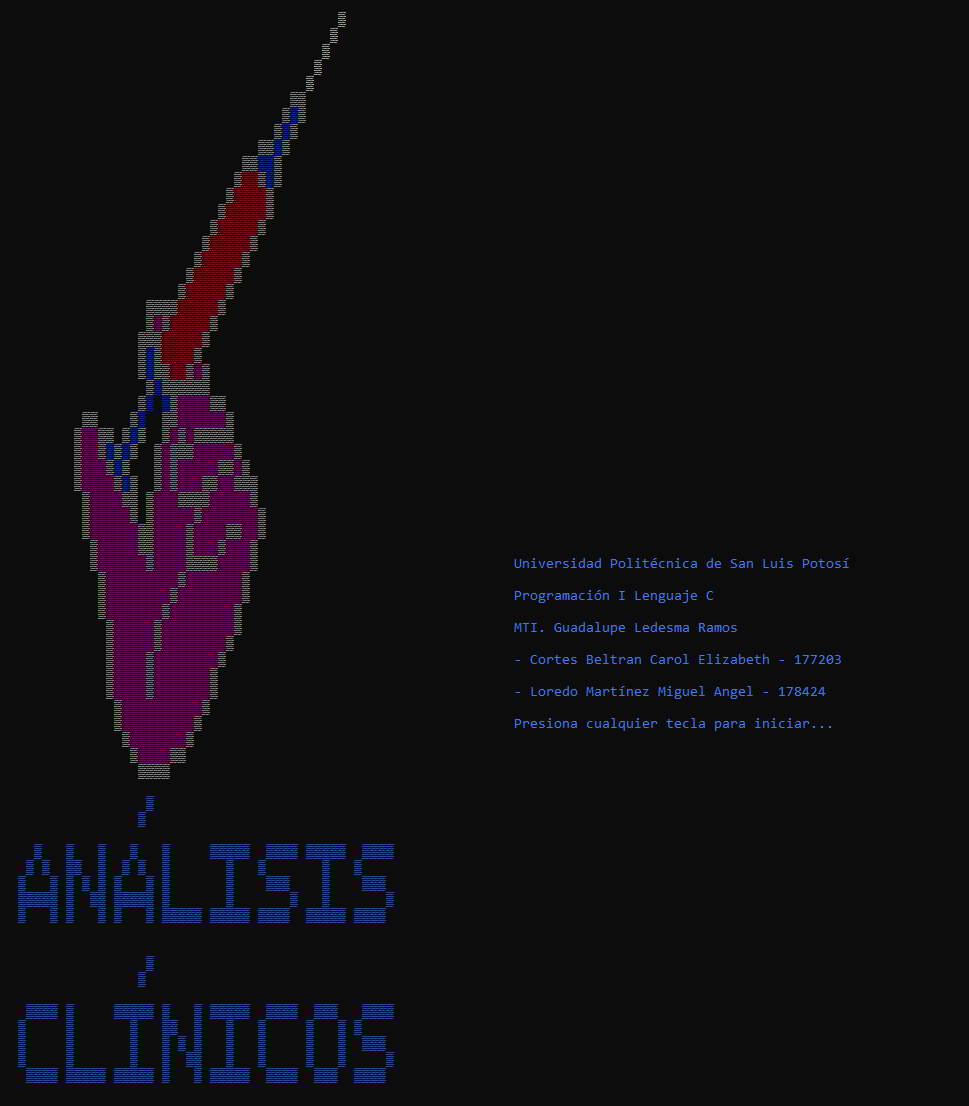 Universidad Politécnica de San Luis Potosí
Programación I Lenguaje C
MTI. Guadalupe Ledesma Ramos
- Cortes Beltran Carol Elizabeth - 177203
- Loredo Martínez Miguel Angel - 178424
Presiona cualquier tecla para iniciar...
ANÁLISIS
CLÍNICOS